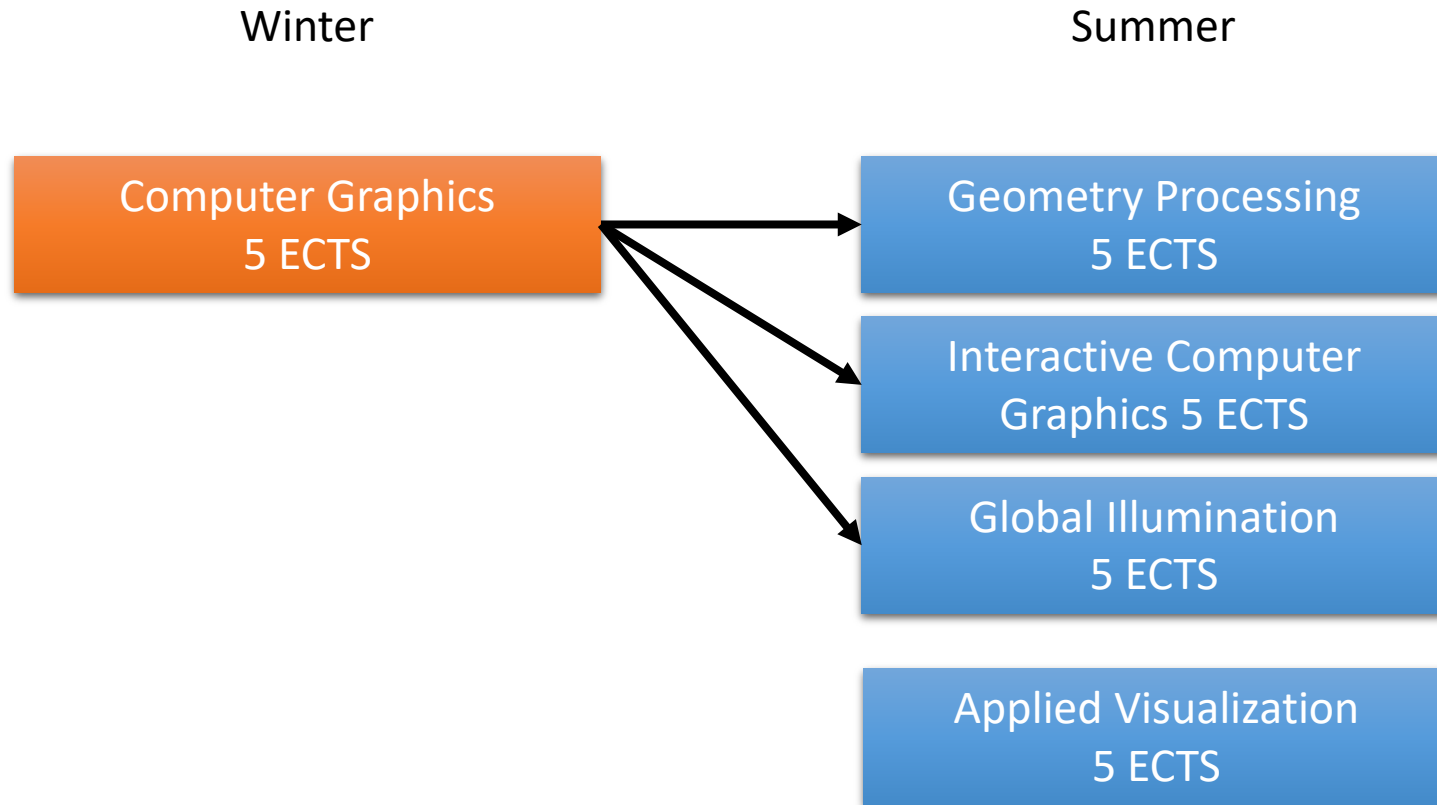 Winter
Summer
Computer Graphics
5 ECTS
Geometry Processing
5 ECTS
Interactive Computer
Graphics 5 ECTS
Global Illumination
5 ECTS
Applied Visualization
5 ECTS